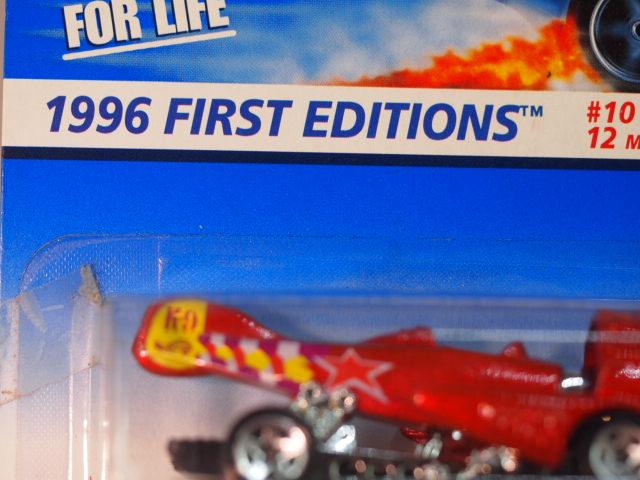 FOR LIFE
1996 FIRST EDITIONS™
#10
12 M